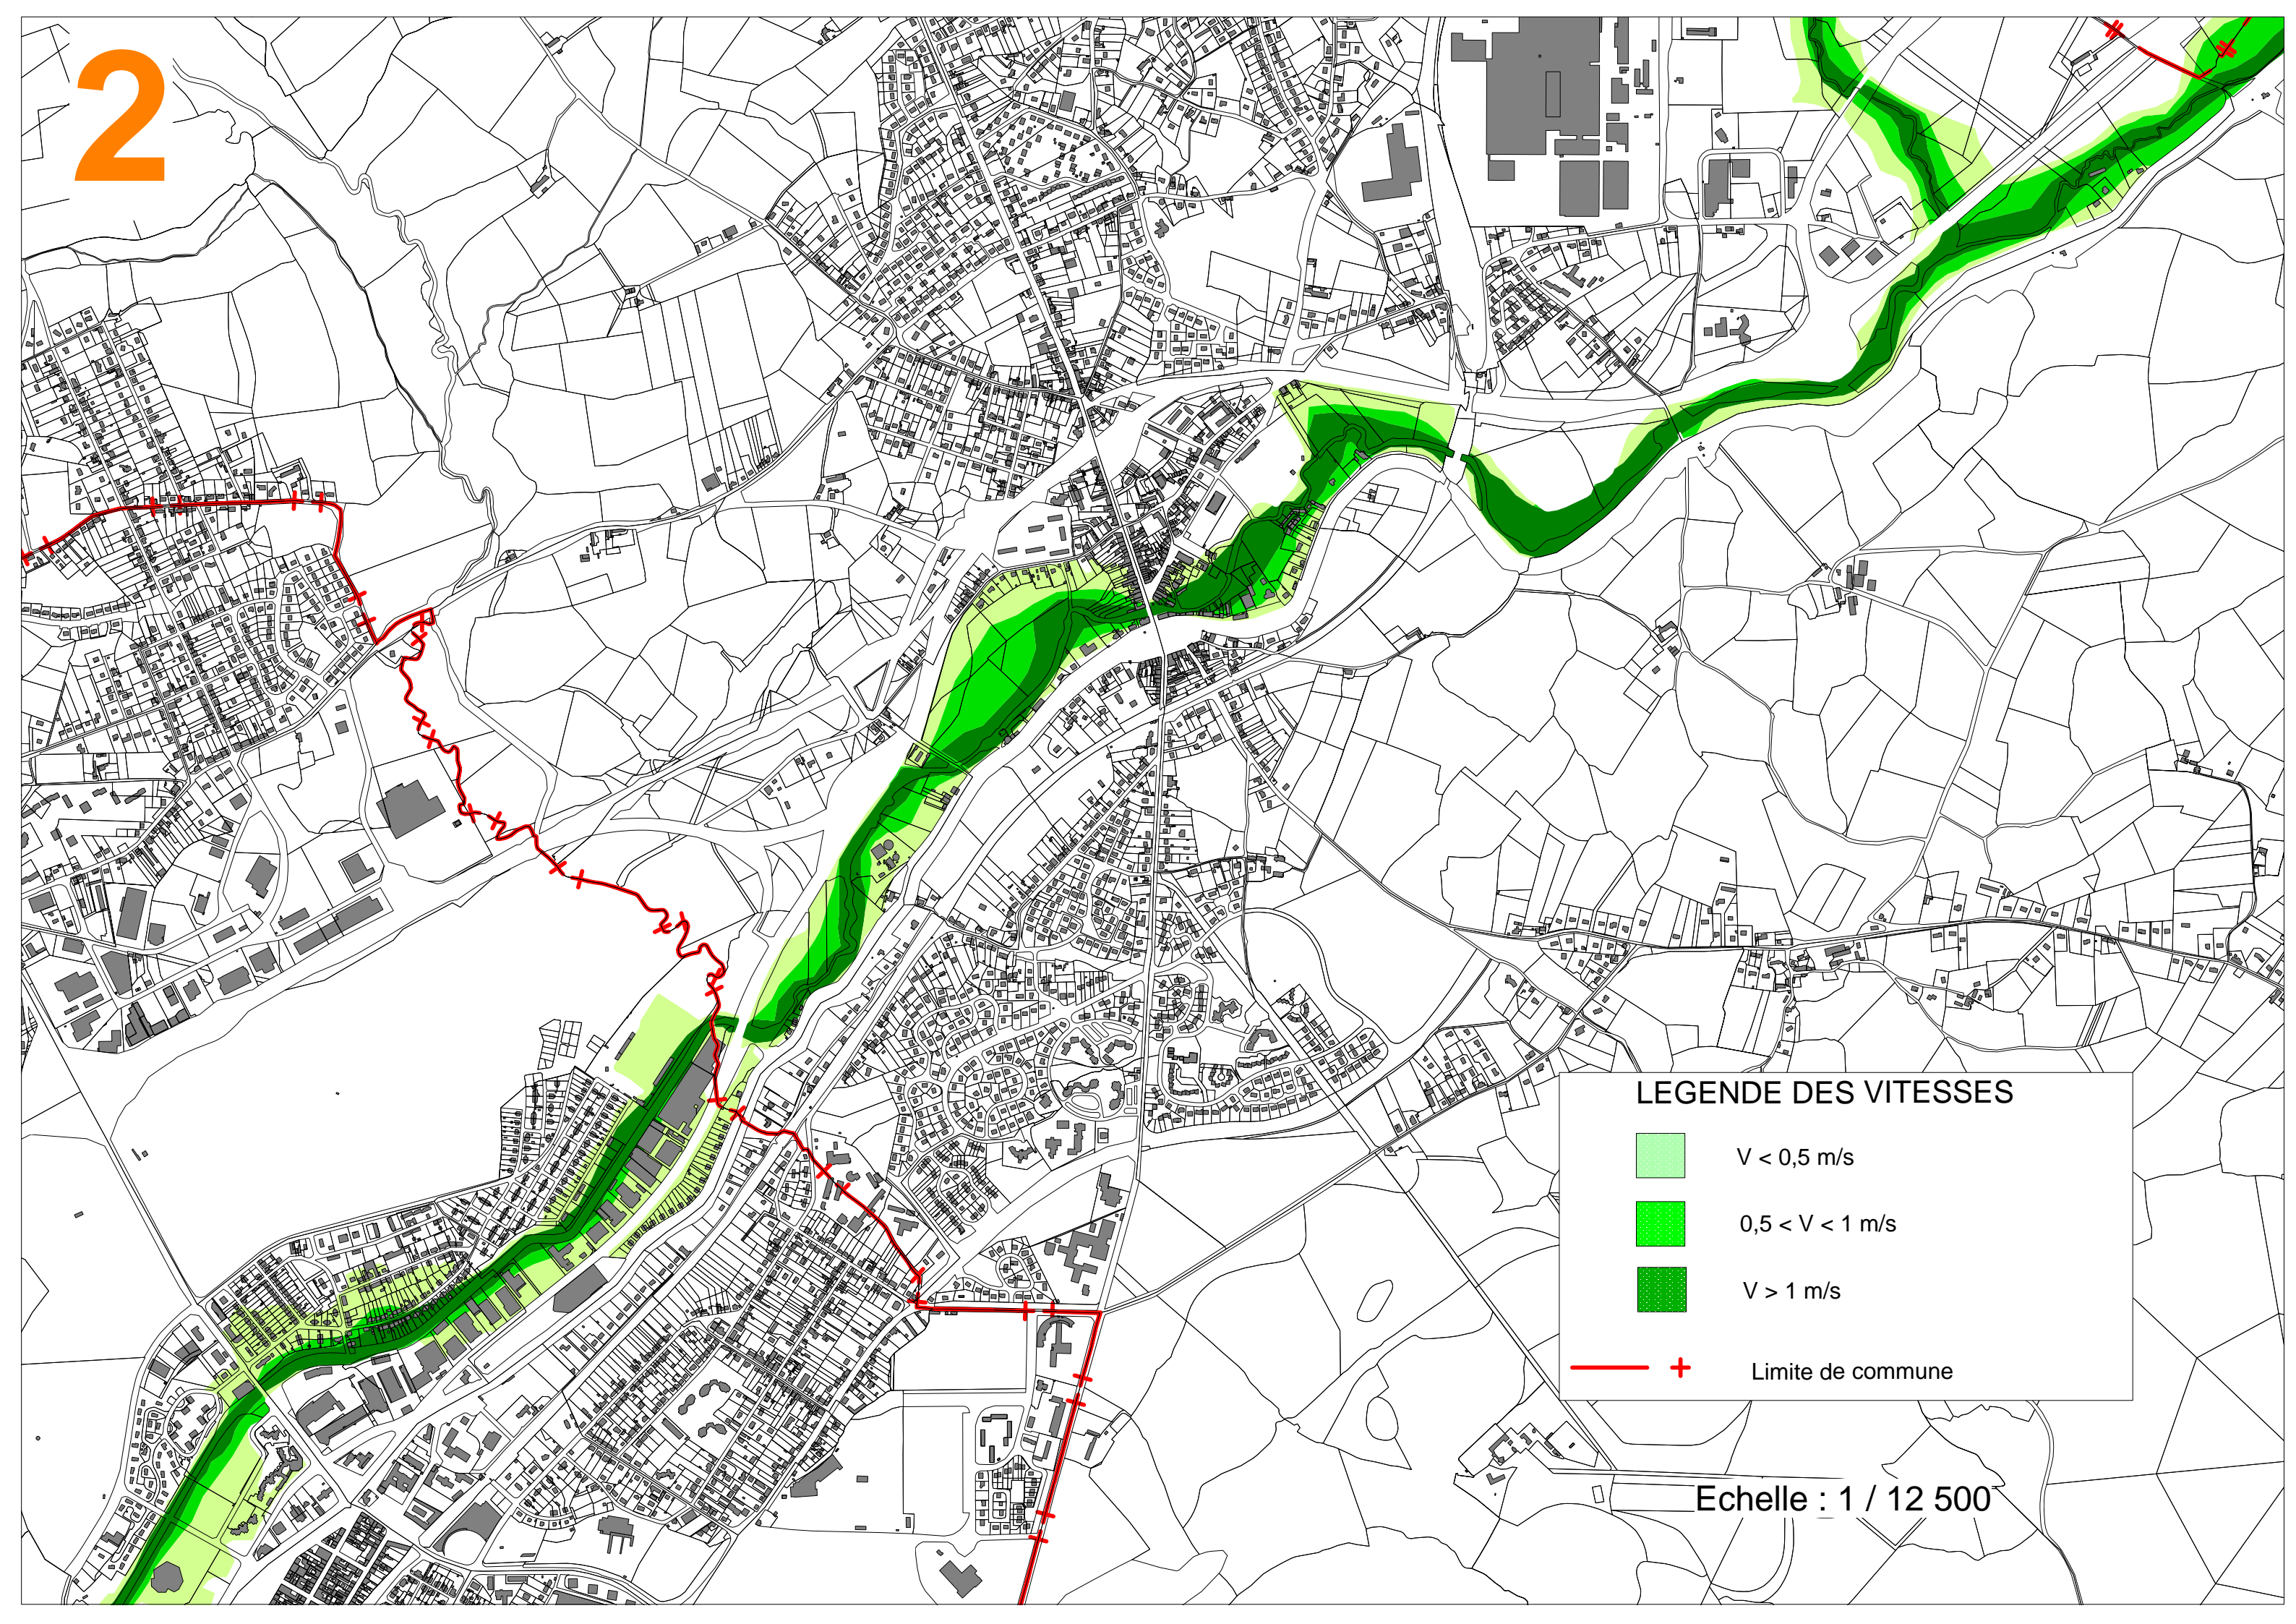 2
LEGENDE DES VITESSES
V < 0,5 m/s
0,5 < V < 1 m/s
V > 1 m/s
Limite de commune
Echelle : 1 / 12 500